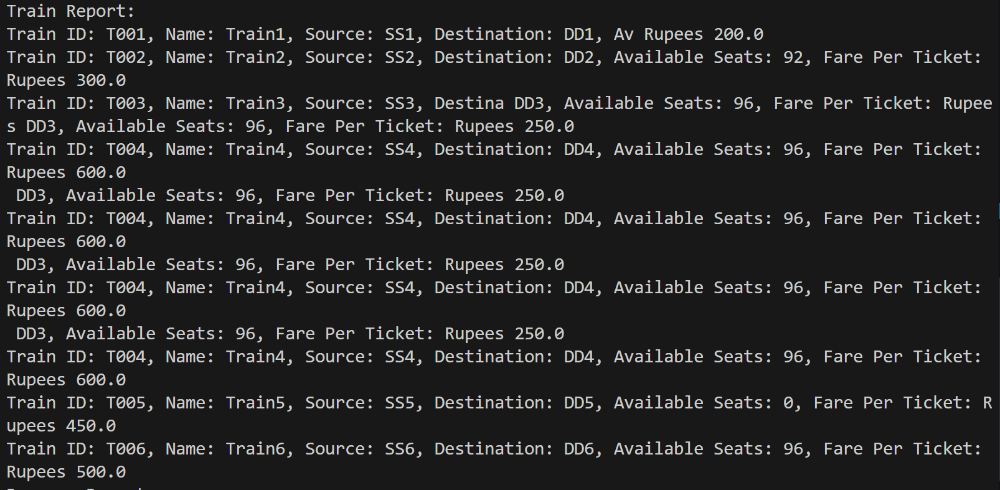 Train Report:
Train ID: T001, Name: Train1, Source: SS1, Destination: DD1, Av Rupees 200.0
Train ID: T002, Name: Train2, Source: SS2, Destination: DD2, Available Seats: 92, Fare Per Ticket:
Rupees 300.0
Train ID: T003, Name: Train3, Source: SS3, Destina DD3, Available Seats: 96, Fare Per Ticket: Rupee
s DD3, Available Seats: 96, Fare Per Ticket: Rupees 250.0
Train ID: T004, Name: Train4, Source: SS4, Destination: DD4, Available Seats: 96, Fare Per Ticket:
Rupees 600.0
 DD3, Available Seats: 96, Fare Per Ticket: Rupees 250.0
Train ID: T004, Name: Train4, Source: SS4, Destination: DD4, Available Seats: 96, Fare Per Ticket:
Rupees 600.0
 DD3, Available Seats: 96, Fare Per Ticket: Rupees 250.0
Train ID: T004, Name: Train4, Source: SS4, Destination: DD4, Available Seats: 96, Fare Per Ticket:
Rupees 600.0
 DD3, Available Seats: 96, Fare Per Ticket: Rupees 250.0
Train ID: T004, Name: Train4, Source: SS4, Destination: DD4, Available Seats: 96, Fare Per Ticket:
Rupees 600.0
Train ID: T005, Name: Train5, Source: SS5, Destination: DD5, Available Seats: 0, Fare Per Ticket: R
upees 450.0
Train ID: T006, Name: Train6, Source: SS6, Destination: DD6, Available Seats: 96, Fare Per Ticket:
Rupees 500.0